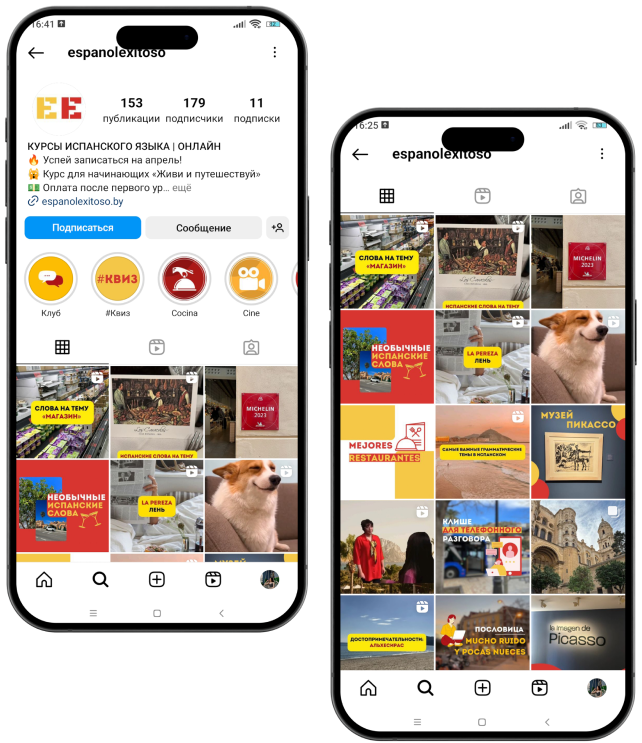 16:41
espanolexitoso
EE
153 публикации
179 подписчики
11 подписки
КУРСЫ ИСПАНСКОГО ЯЗЫКА | ОНЛАЙН
🔥 Успей записаться на апрель!
🙀 Курс для начинающих «Живи и путешествуй»
💵 Оплата после первого ур... ещё
espanolexitoso.by
Подписаться
Сообщение
#КВИЗ
Клуб
#Квиз
Cocina
Cine
СЛОВА НА ТЕМУ
«МАГАЗИН»
ИСПАНСКИЕ СЛОВА НА ТЕМУ
MICHELIN
2023
НЕОБЫЧНЫЕ
ИСПАНСКИЕ
СЛОВА
LA PEREZA
ЛЕНЬ
16:25
espanolexitoso
СЛОВА НА ТЕМУ
«МАГАЗИН»
ИСПАНСКИЕ СЛОВА НА ТЕМУ
MICHELIN
2023
НЕОБЫЧНЫЕ
ИСПАНСКИЕ
СЛОВА
LA PEREZA
ЛЕНЬ
MEJORES
RESTAURANTES
САМЫЕ ВАЖНЫЕ ГРАММАТИЧЕСКИЕ
ТЕМЫ В ИСПАНСКОМ
МУЗЕЙ
ПИКАССО
КЛИШЕ
ДЛЯ ТЕЛЕФОННОГО
РАЗГОВОРА
ДОСТОПРИМЕЧАТЕЛЬНОСТИ:
АЛЬХЕСИРАС
ПОСЛОВИЦА
MUCHO RUIDO
Y POCAS NUECES
la imagen de
Picasso